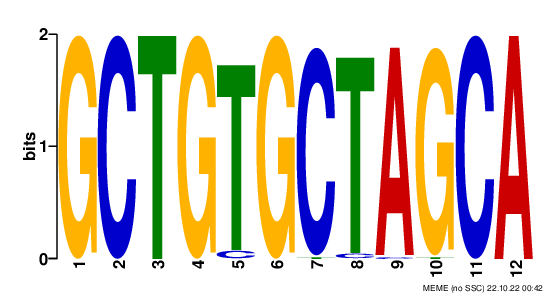 2
bits
1
0
GCTGTGCTAGCA
C C
1 2 3 4 5 6 7 8 9 10 11 12
MEME (no SSC) 22.10.22 00:42